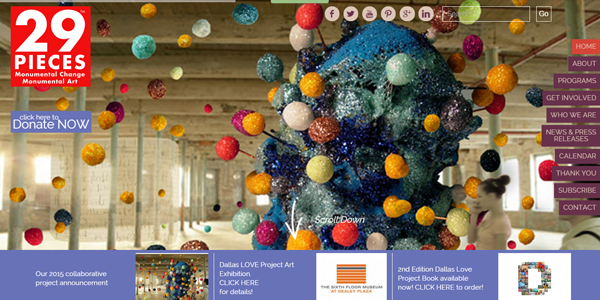 29
PIECES
Monumental Change
Monumental Art
click here to
Donate NOW
Go
HOME
ABOUT
PROGRAMS
GET INVOLVED
WHO WE ARE
NEWS & PRESS
RELEASES
CALENDAR
THANK YOU
SUBSCRIBE
CONTACT
Scroll Down
Our 2015 collaborative
project announcement
Dallas LOVE Project Art
Exhibition
CLICK HERE
for details!
THE SIXTH FLOOR MUSEUM
AT DEALEY PLAZA
2nd Edition Dallas Love
Project Book available
now! CLICK HERE to order!